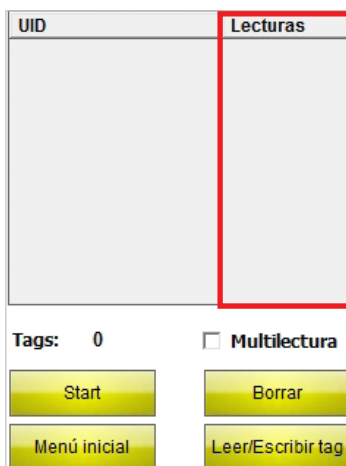 UID Lecturas
Tags: 0 Multilectura
Start Borrar
Menú inicial Leer/Escribir tag